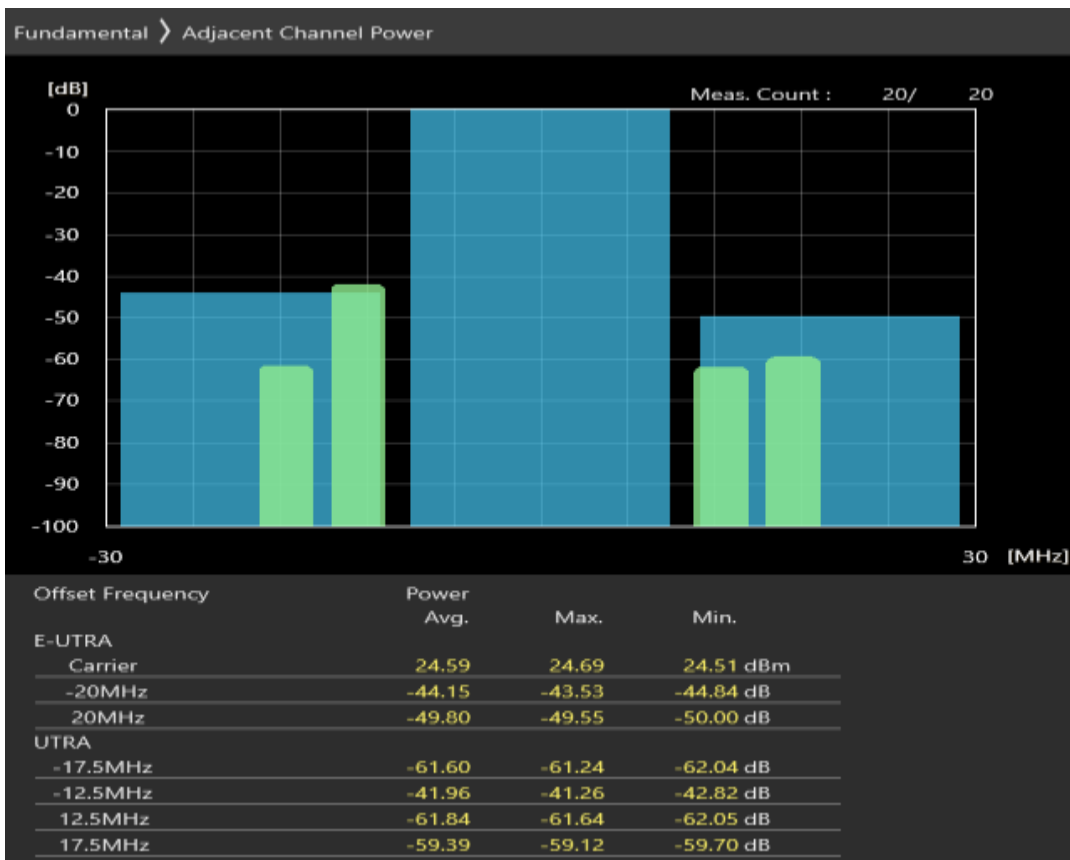 Fundamental ❭ Adjacent Channel Power
[dB]
Meas. Count : 20/ 20
0
-10
-20
-30
-40
-50
-60
-70
-80
-90
-100
-30 30 [MHz]
Offset Frequency Power
Avg. Max. Min.
E-UTRA
Carrier 24.59 24.69 24.51 dBm
-20MHz -44.15 -43.53 -44.84 dB
20MHz -49.80 -49.55 -50.00 dB
UTRA
-17.5MHz -61.60 -61.24 -62.04 dB
-12.5MHz -41.96 -41.26 -42.82 dB
12.5MHz -61.84 -61.64 -62.05 dB
17.5MHz -59.39 -59.12 -59.70 dB